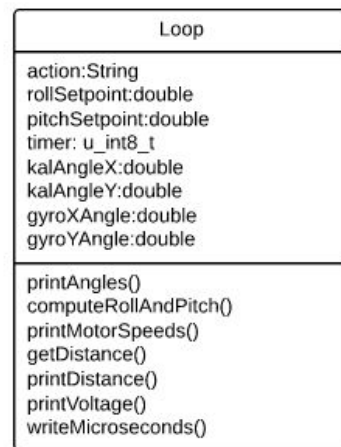 Loop
action:String
rollSetpoint:double
pitchSetpoint:double
timer: u_int8_t
kalAngleX:double
kalAngleY:double
gyroXAngle:double
gyroYAngle:double
printAngles()
computeRollAndPitch()
printMotorSpeeds()
getDistance()
printDistance()
printVoltage()
writeMicroseconds()